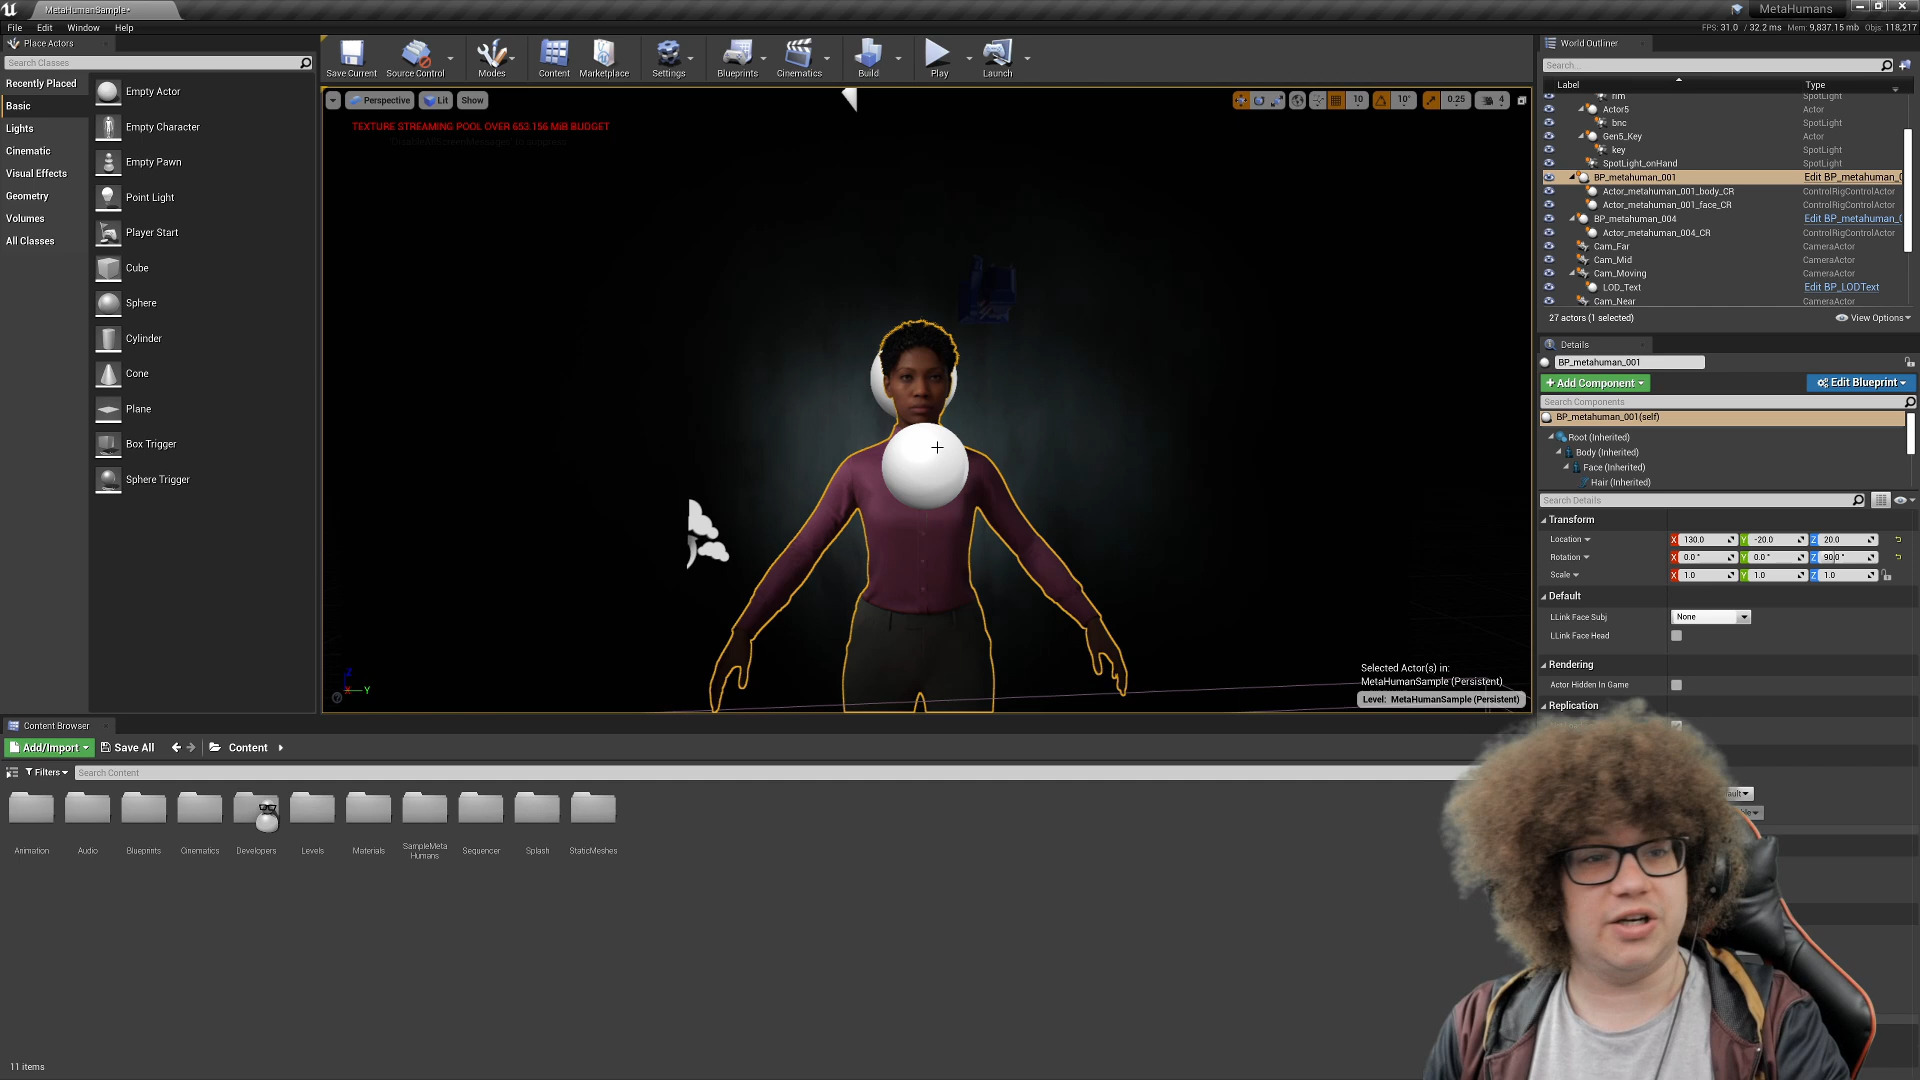 MetaHumanSample*
MetaHumans
File Edit Window Help
FPS: 31.0 / 32.2 ms Mem: 9,837.15 mb Objs: 118,217
Place Actors
Search Classes
Recently Placed
Basic
Lights
Cinematic
Visual Effects
Geometry
Volumes
All Classes
Empty Actor
Empty Character
Empty Pawn
Point Light
Player Start
Cube
Sphere
Cylinder
Cone
Plane
Box Trigger
Sphere Trigger
Save Current Source Control Modes Content Marketplace Settings Blueprints Cinematics Build Play Launch
Perspective Lit Show
10 10° 0.25 4
TEXTURE STREAMING POOL OVER 653.156 MiB BUDGET
Z
X Y
Selected Actor(s) in:
MetaHumanSample (Persistent)
Level: MetaHumanSample (Persistent)
World Outliner
Search...
Label Type
rim SpotLight
Actor5 Actor
bnc SpotLight
Gen5_Key Actor
key SpotLight
SpotLight_onHand SpotLight
BP_metahuman_001 Edit BP_metahuman_0
Actor_metahuman_001_body_CR ControlRigControlActor
Actor_metahuman_001_face_CR ControlRigControlActor
BP_metahuman_004 Edit BP_metahuman_0
Actor_metahuman_004_CR ControlRigControlActor
Cam_Far CameraActor
Cam_Mid CameraActor
Cam_Moving CameraActor
LOD_Text Edit BP_LODText
Cam_Near CameraActor
27 actors (1 selected) View Options
Details
BP_metahuman_001
Add Component Edit Blueprint
Search Components
BP_metahuman_001(self)
Root (Inherited)
Body (Inherited)
Face (Inherited)
Hair (Inherited)
Search Details
Transform
Location X 130.0 Y -20.0 Z 20.0
Rotation X 0.0° Y 0.0° Z 90.0°
Scale X 1.0 Y 1.0 Z 1.0
Default
LLink Face Subj None
LLink Face Head
Rendering
Actor Hidden In Game
Replication
Content Browser
Add/Import Save All Content
Filters Search Content
Animation Audio Blueprints Cinematics Developers Levels Materials SampleMeta Humans Sequencer Splash StaticMeshes
11 items